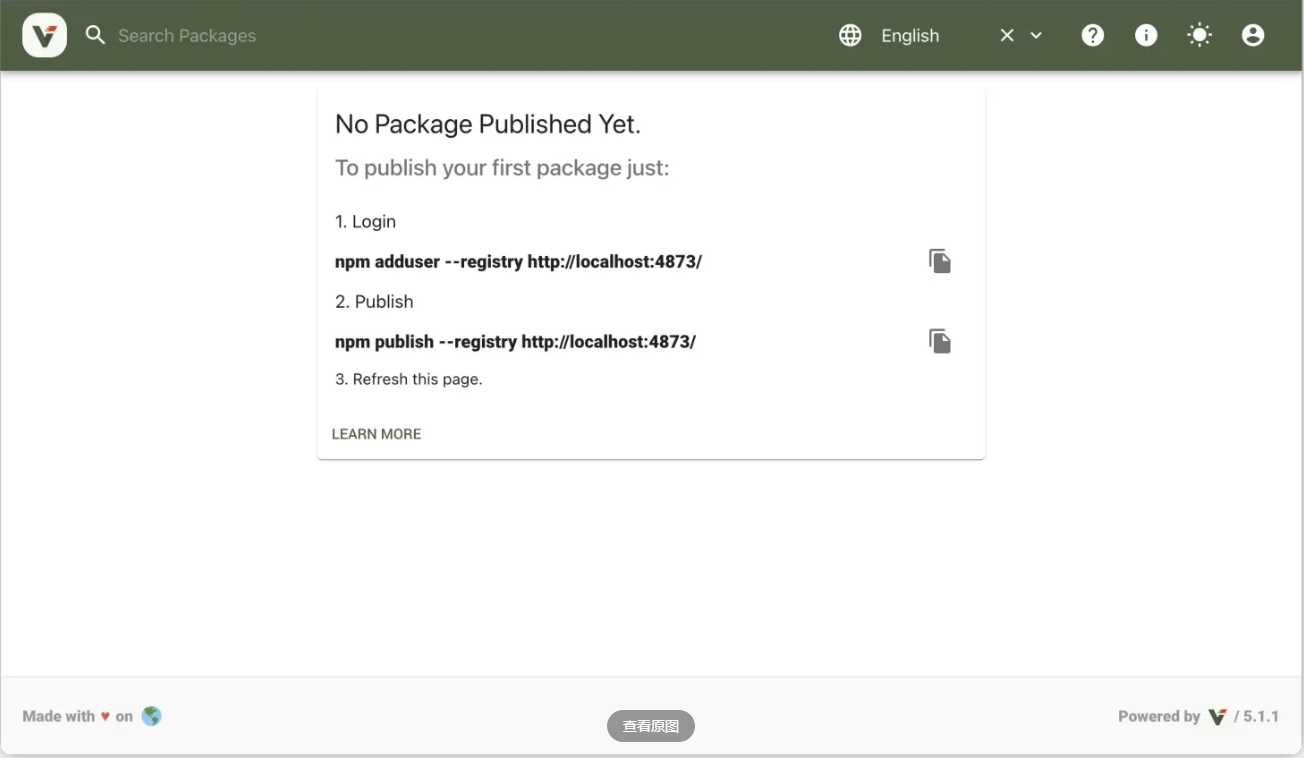 Search Packages
English
No Package Published Yet.
To publish your first package just:
1. Login
npm adduser --registry http://localhost:4873/
2. Publish
npm publish --registry http://localhost:4873/
3. Refresh this page.
LEARN MORE
Made with ♥ on 🌎
查看原图
Powered by V / 5.1.1